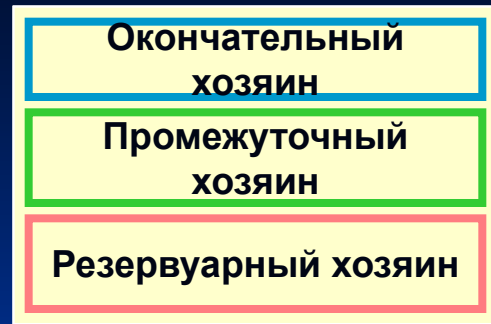 Окончательный
хозяин
Промежуточный
хозяин
Резервуарный хозяин